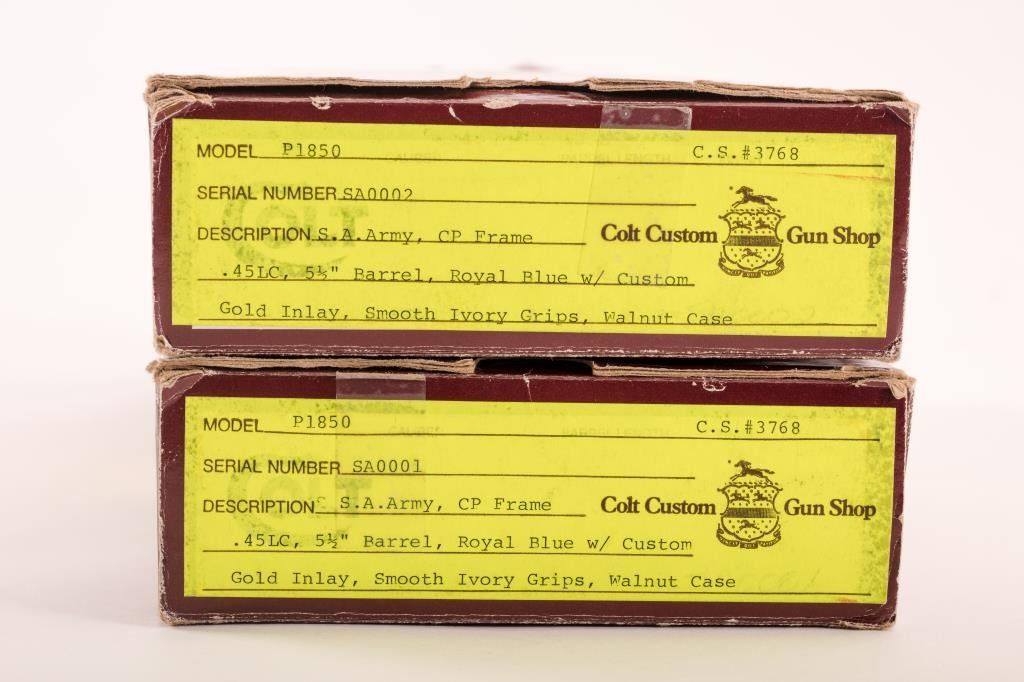 MODEL P1850 C.S.#3768
SERIAL NUMBER SA0002
DESCRIPTION S.A.Army, CP Frame
Colt Custom Gun Shop
.45LC, 5½" Barrel, Royal Blue w/ Custom
Gold Inlay, Smooth Ivory Grips, Walnut Case
MODEL P1850 C.S.#3768
SERIAL NUMBER SA0001
DESCRIPTION S.A.Army, CP Frame
Colt Custom Gun Shop
.45LC, 5½" Barrel, Royal Blue w/ Custom
Gold Inlay, Smooth Ivory Grips, Walnut Case